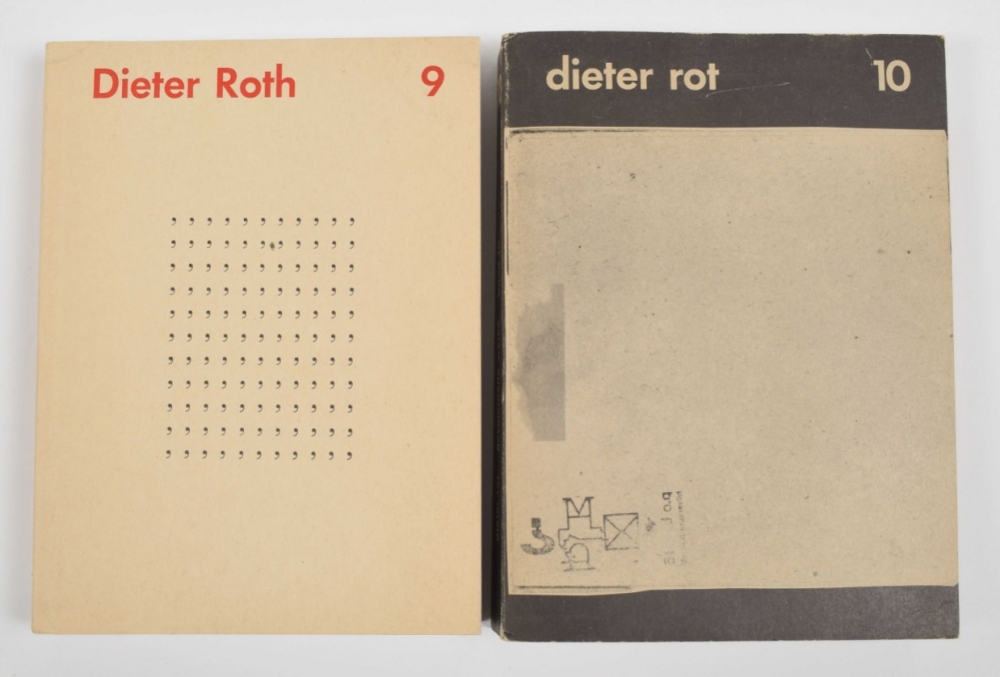 Dieter Roth 9
, , , , , , , , , , ,
, , , , , , , , , , ,
, , , , , , , , , , ,
, , , , , , , , , , ,
, , , , , , , , , , ,
, , , , , , , , , , ,
, , , , , , , , , , ,
, , , , , , , , , , ,
, , , , , , , , , , ,
, , , , , , , , , , ,
, , , , , , , , , , ,
dieter rot 10